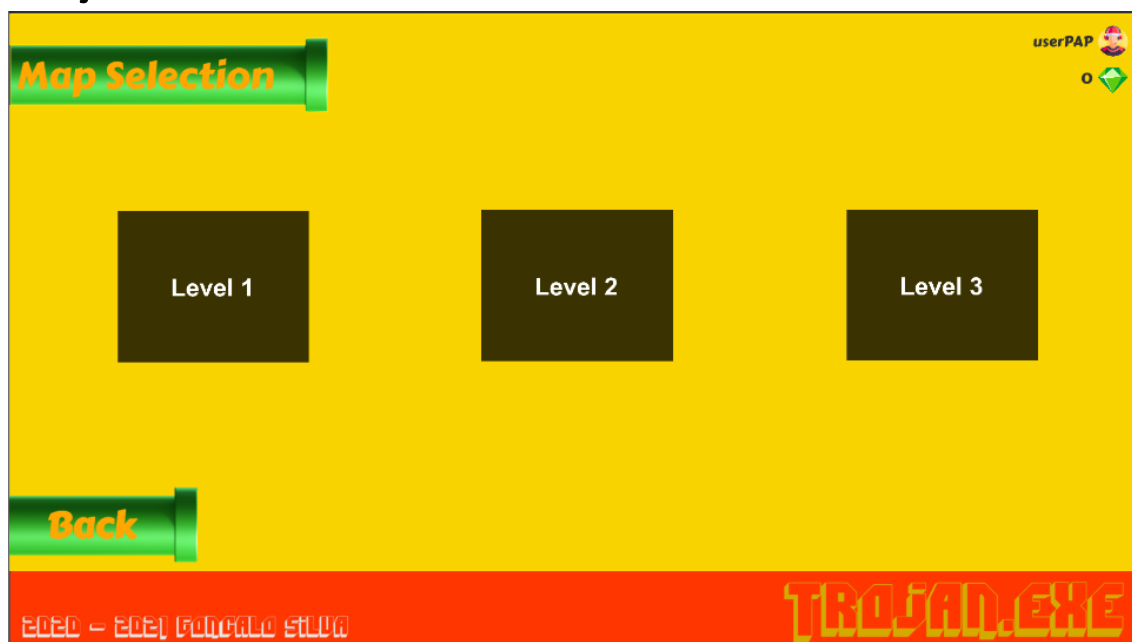 Map Selection
userPAP
0
Level 1
Level 2
Level 3
Back
2020 - 2021 GONÇALO SILVA
TROJAN.EXE